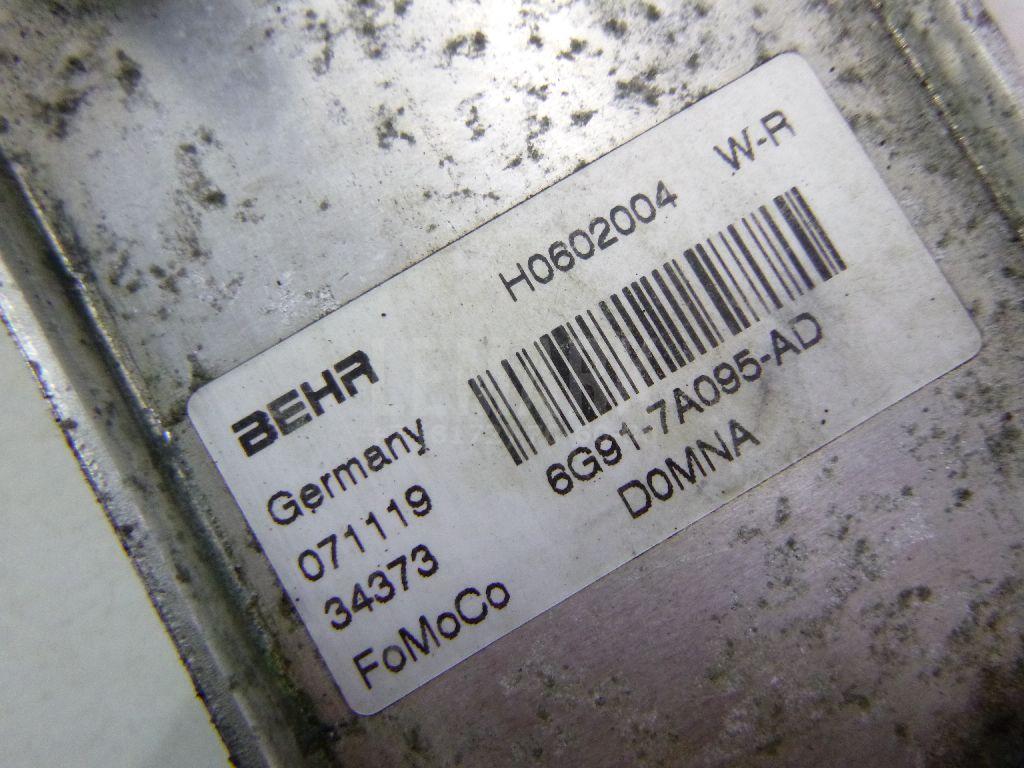 H0602004 W-R
BEHR
Germany
071119
34373
FoMoCo
6G91-7A095-AD
D0MNA